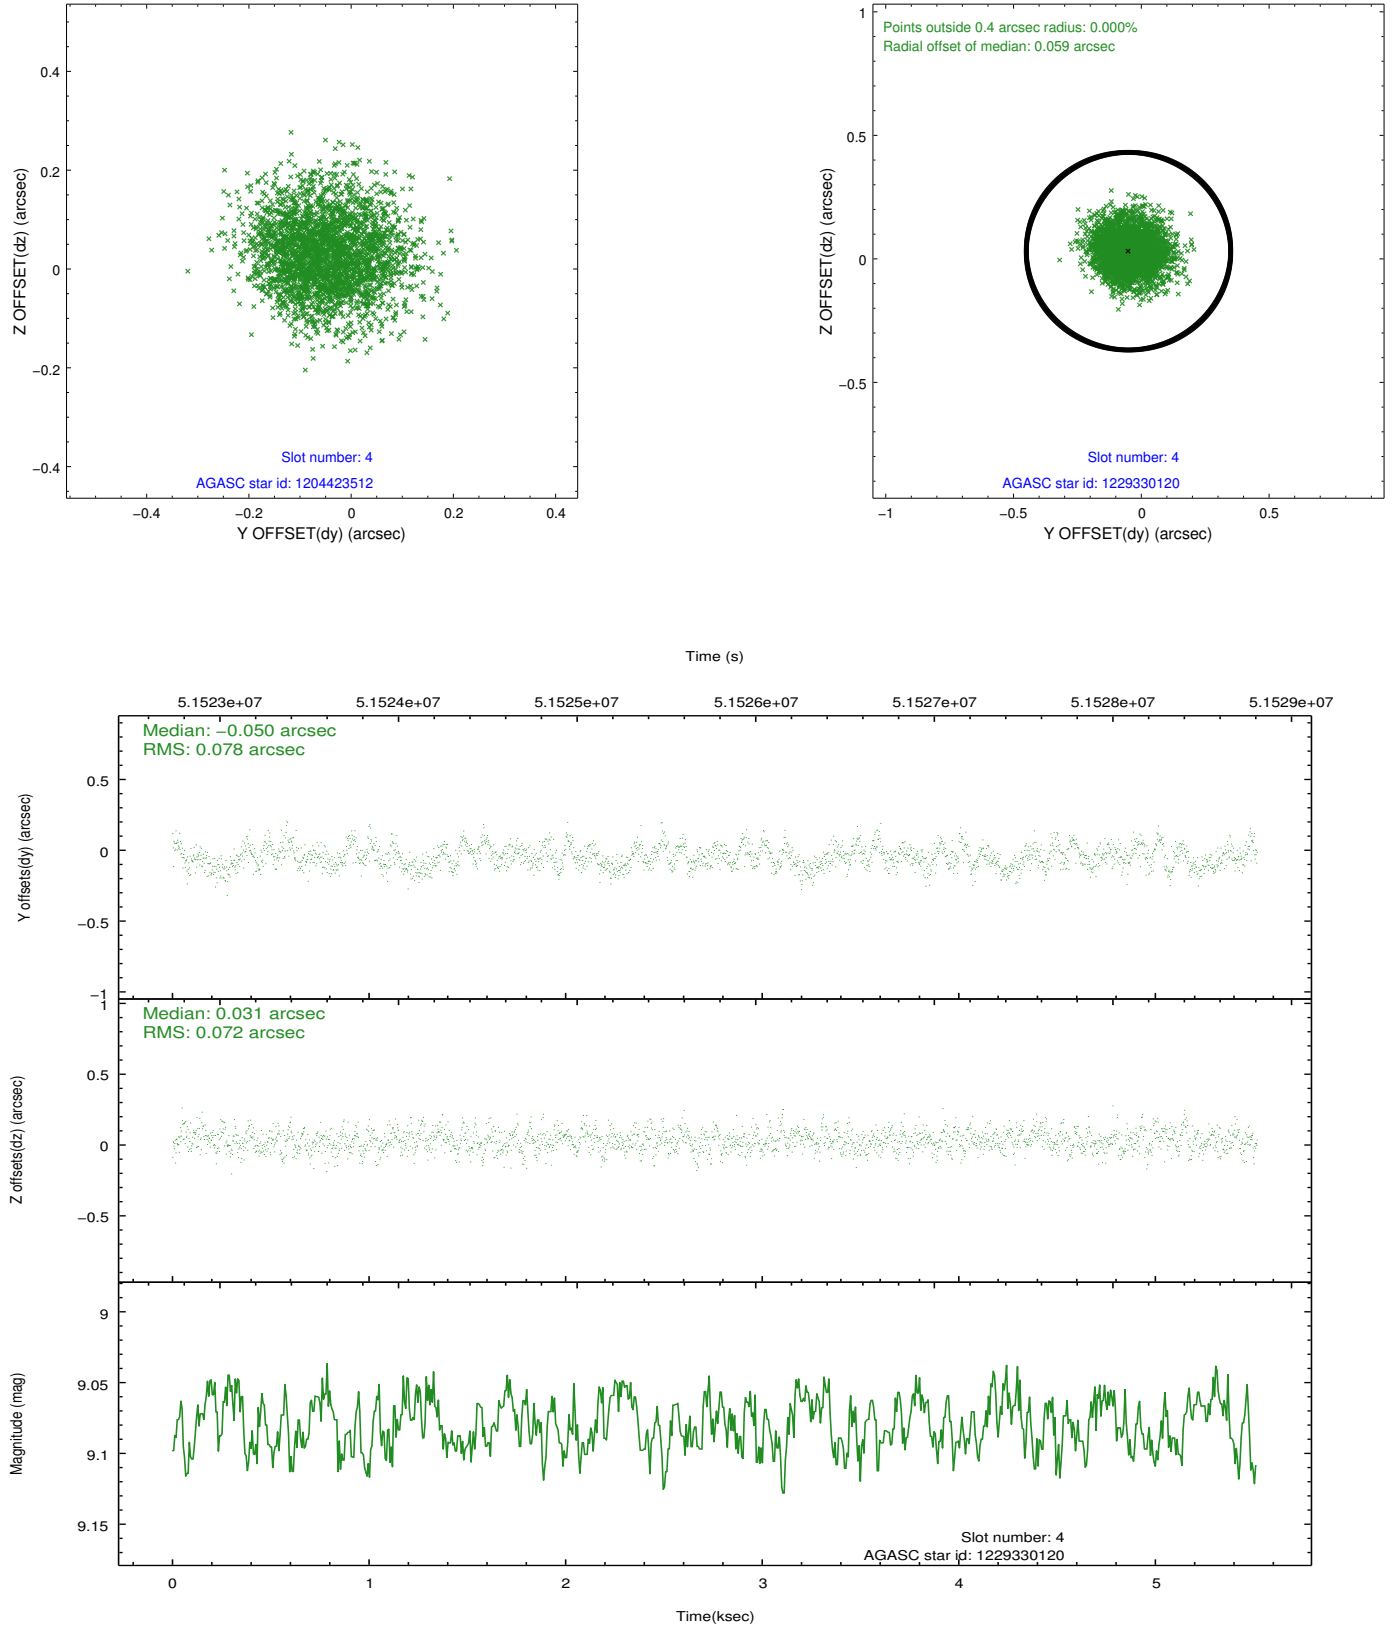 0.4
0.2
0
−0.2
−0.4
Z OFFSET(dz) (arcsec)
Slot number: 4
AGASC star id: 1204423512
−0.4 −0.2 0 0.2 0.4
Y OFFSET(dy) (arcsec)
1
0.5
0
−0.5
Z OFFSET(dz) (arcsec)
Points outside 0.4 arcsec radius: 0.000%
Radial offset of median: 0.059 arcsec
Slot number: 4
AGASC star id: 1229330120
−1 −0.5 0 0.5
Y OFFSET(dy) (arcsec)
Time (s)
5.1523e+07 5.1524e+07 5.1525e+07 5.1526e+07 5.1527e+07 5.1528e+07 5.1529e+07
Median: −0.050 arcsec
RMS: 0.078 arcsec
0.5
0
−0.5
−1
Y offsets(dy) (arcsec)
1
Median: 0.031 arcsec
RMS: 0.072 arcsec
0.5
0
−0.5
Z offsets(dz) (arcsec)
9
9.05
9.1
9.15
Magnitude (mag)
Slot number: 4
AGASC star id: 1229330120
0 1 2 3 4 5
Time(ksec)